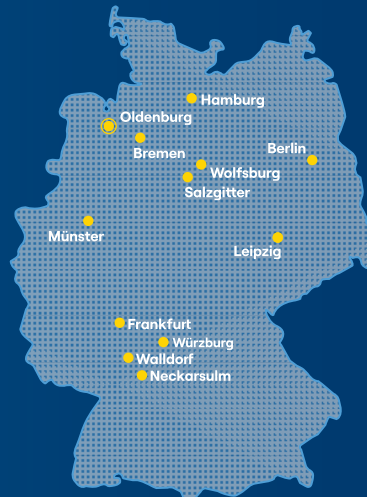 Hamburg
Oldenburg
Bremen
Berlin
Wolfsburg
Salzgitter
Münster
Leipzig
Frankfurt
Würzburg
Walldorf
Neckarsulm